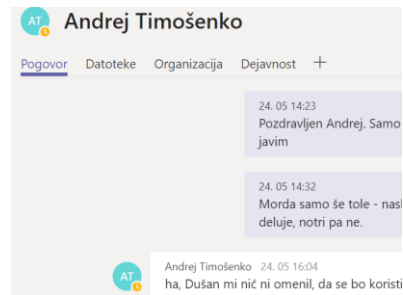 AT Andrej Timošenko
Pogovor Datoteke Organizacija Dejavnost +
24. 05 14:23
Pozdravljen Andrej. Samo
javim
24. 05 14:32
Morda samo še tole - nasl
deluje, notri pa ne.
AT Andrej Timošenko 24. 05 16:04
ha, Dušan mi nič ni omenil, da se bo koristi